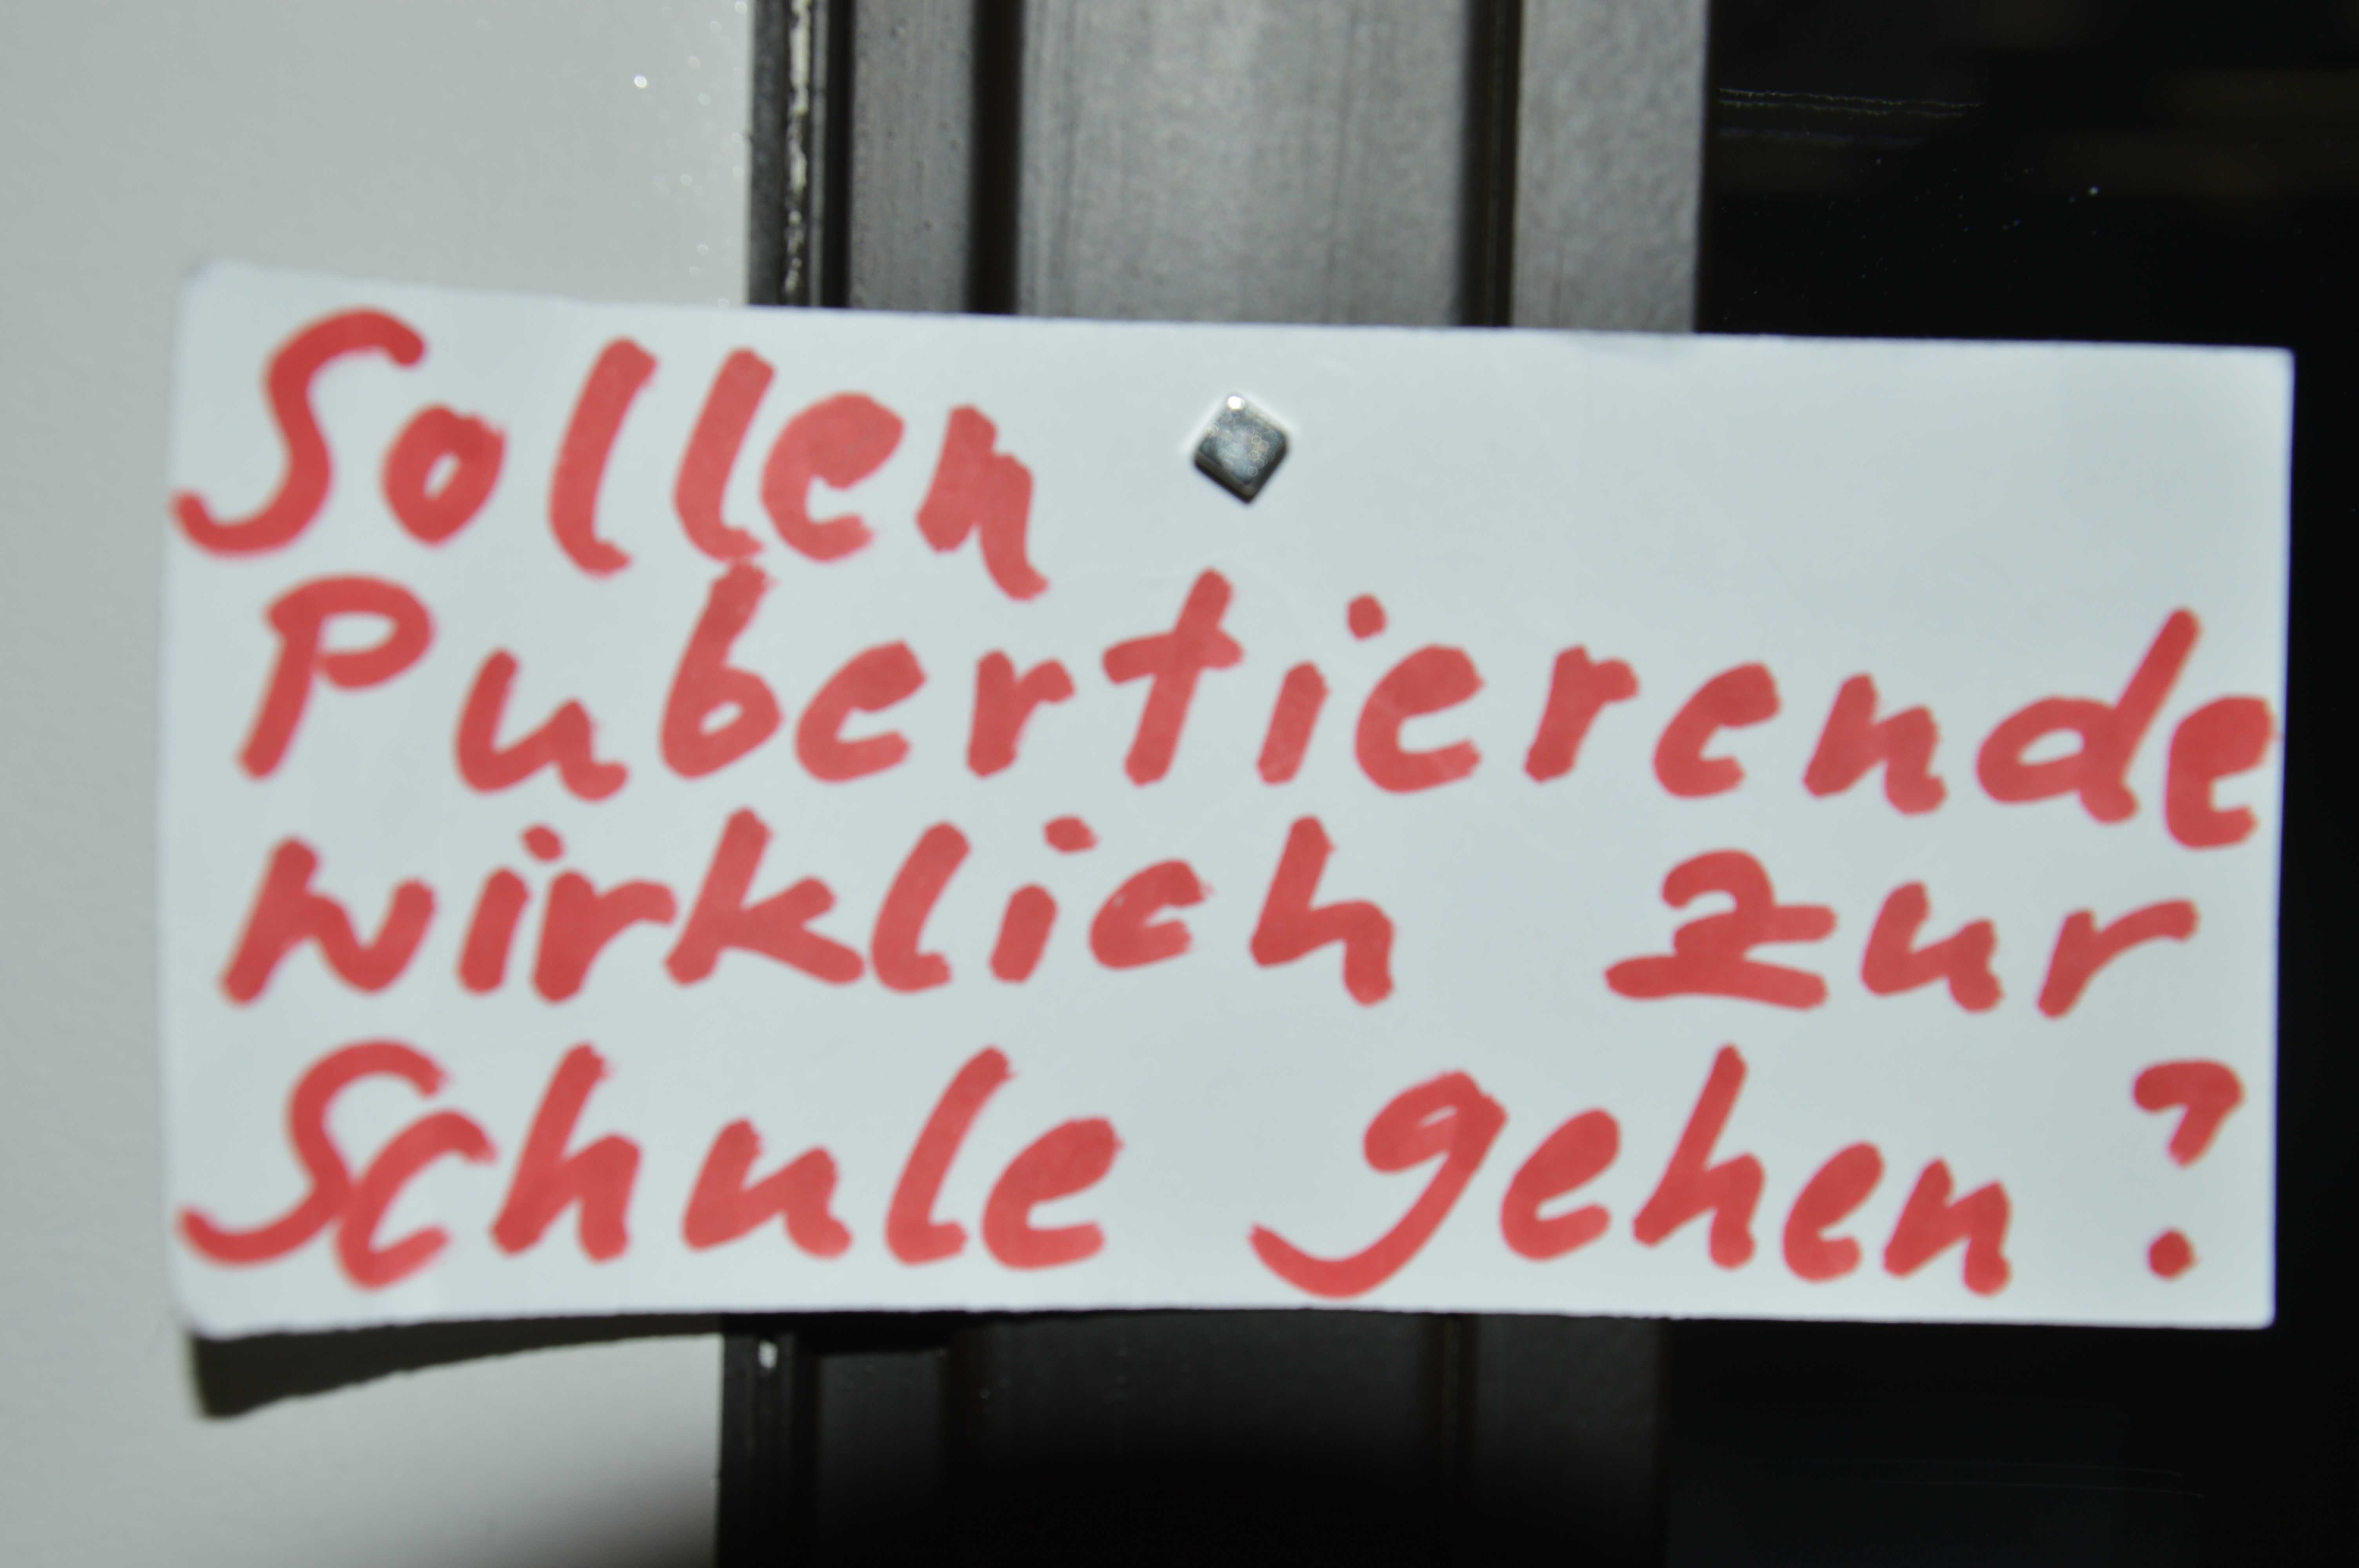 Sollen
Pubertierende
wirklich zur
Schule gehen?